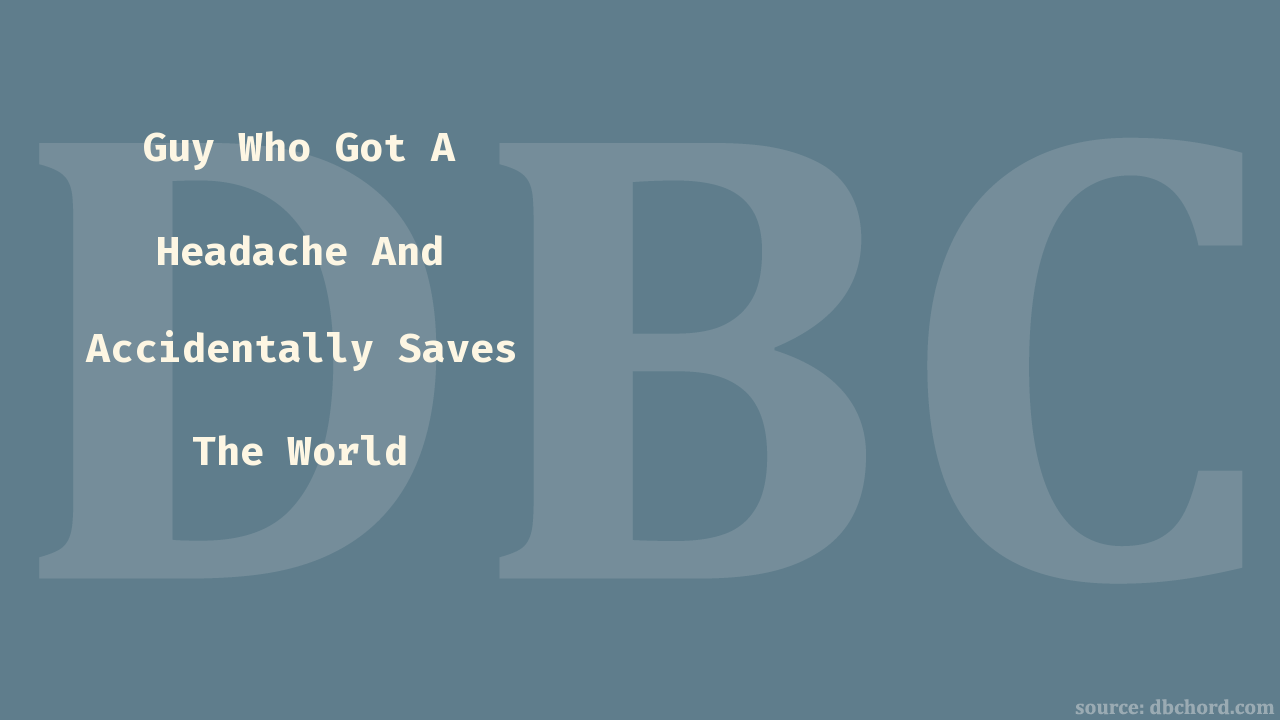 Guy Who Got A
Headache And
Accidentally Saves
The World
DBC
source: dbchord.com